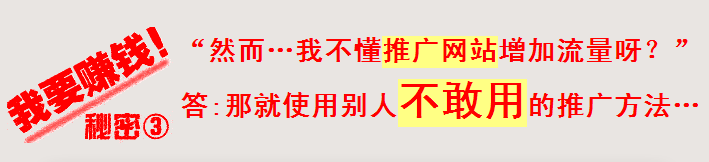 我要赚钱!
秘密③
“然而…我不懂推广网站增加流量呀？”
答:那就使用别人不敢用的推广方法…